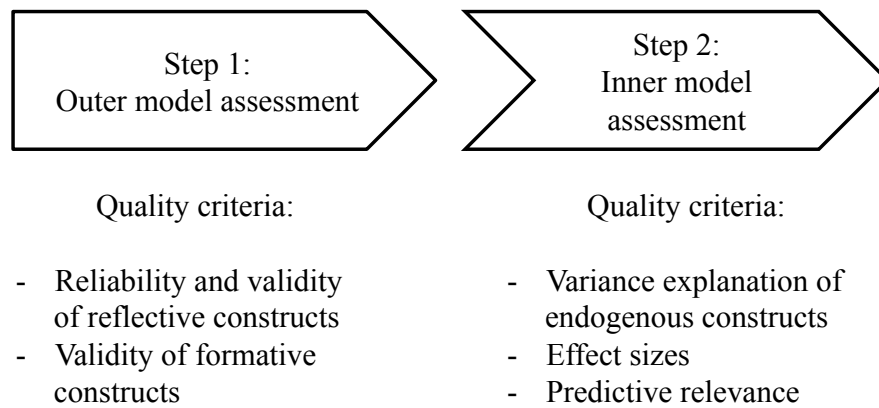 Step 1:
Outer model assessment
Step 2:
Inner model
assessment
Quality criteria:
- Reliability and validity
of reflective constructs
- Validity of formative
constructs
Quality criteria:
- Variance explanation of
endogenous constructs
- Effect sizes
- Predictive relevance